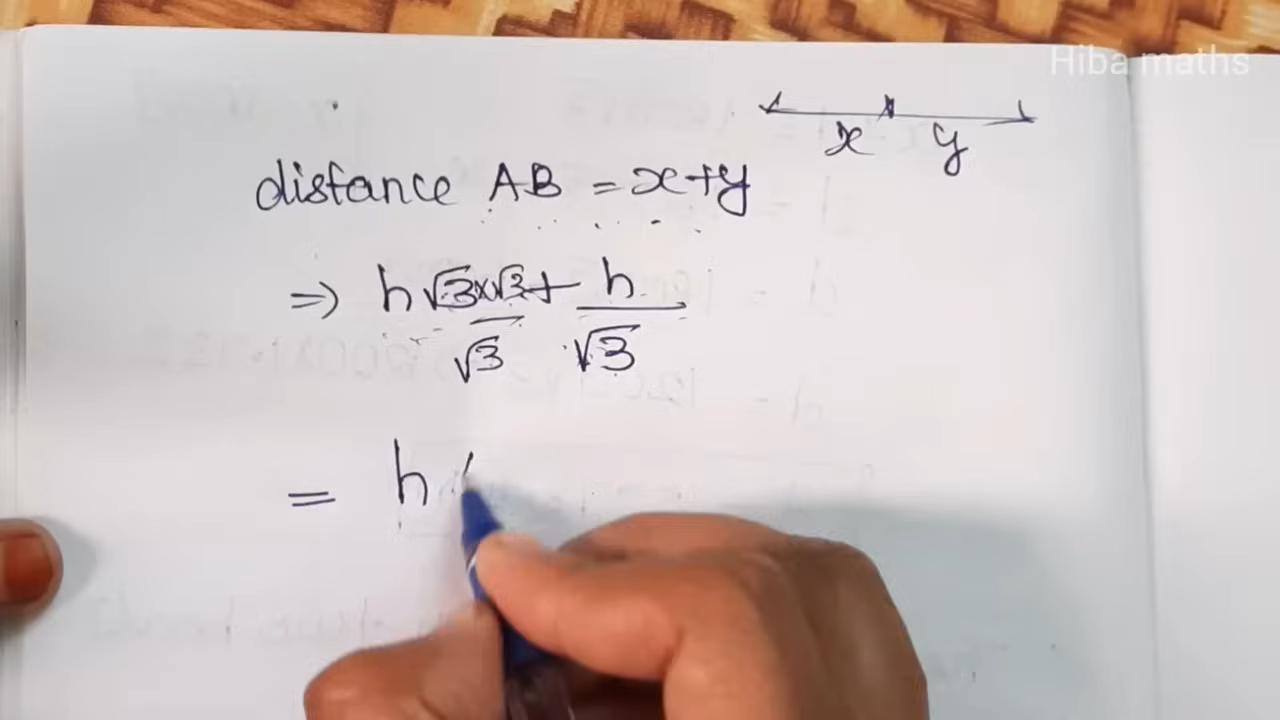 Hiba maths
x y
distance AB = x+y
⇒ h√3×√3/√3 + h/√3
= h (